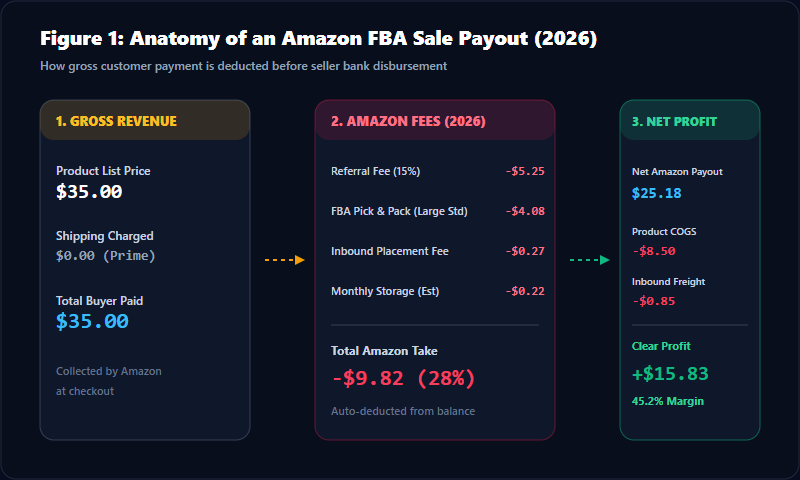 Figure 1: Anatomy of an Amazon FBA Sale Payout (2026)
How gross customer payment is deducted before seller bank disbursement
1. GROSS REVENUE
Product List Price
$35.00
Shipping Charged
$0.00 (Prime)
Total Buyer Paid
$35.00
Collected by Amazon
at checkout
2. AMAZON FEES (2026)
Referral Fee (15%) -$5.25
FBA Pick & Pack (Large Std) -$4.08
Inbound Placement Fee -$0.27
Monthly Storage (Est) -$0.22
Total Amazon Take
-$9.82 (28%)
Auto-deducted from balance
3. NET PROFIT
Net Amazon Payout
$25.18
Product COGS
-$8.50
Inbound Freight
-$0.85
Clear Profit
+$15.83
45.2% Margin